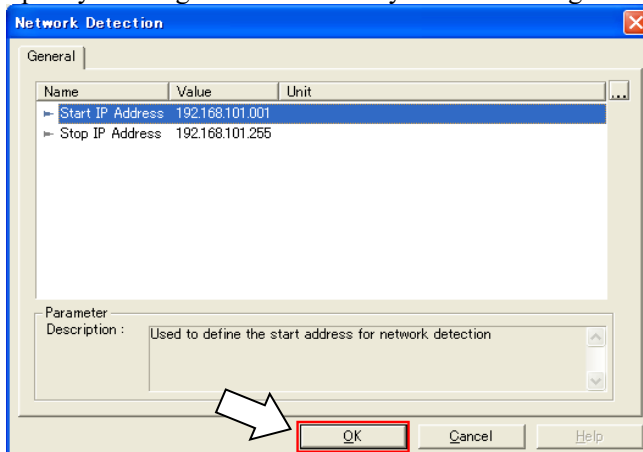 Network Detection
General
Name Value Unit ...
Start IP Address 192.168.101.001
Stop IP Address 192.168.101.255
Parameter
Description : Used to define the start address for network detection
OK Cancel Help